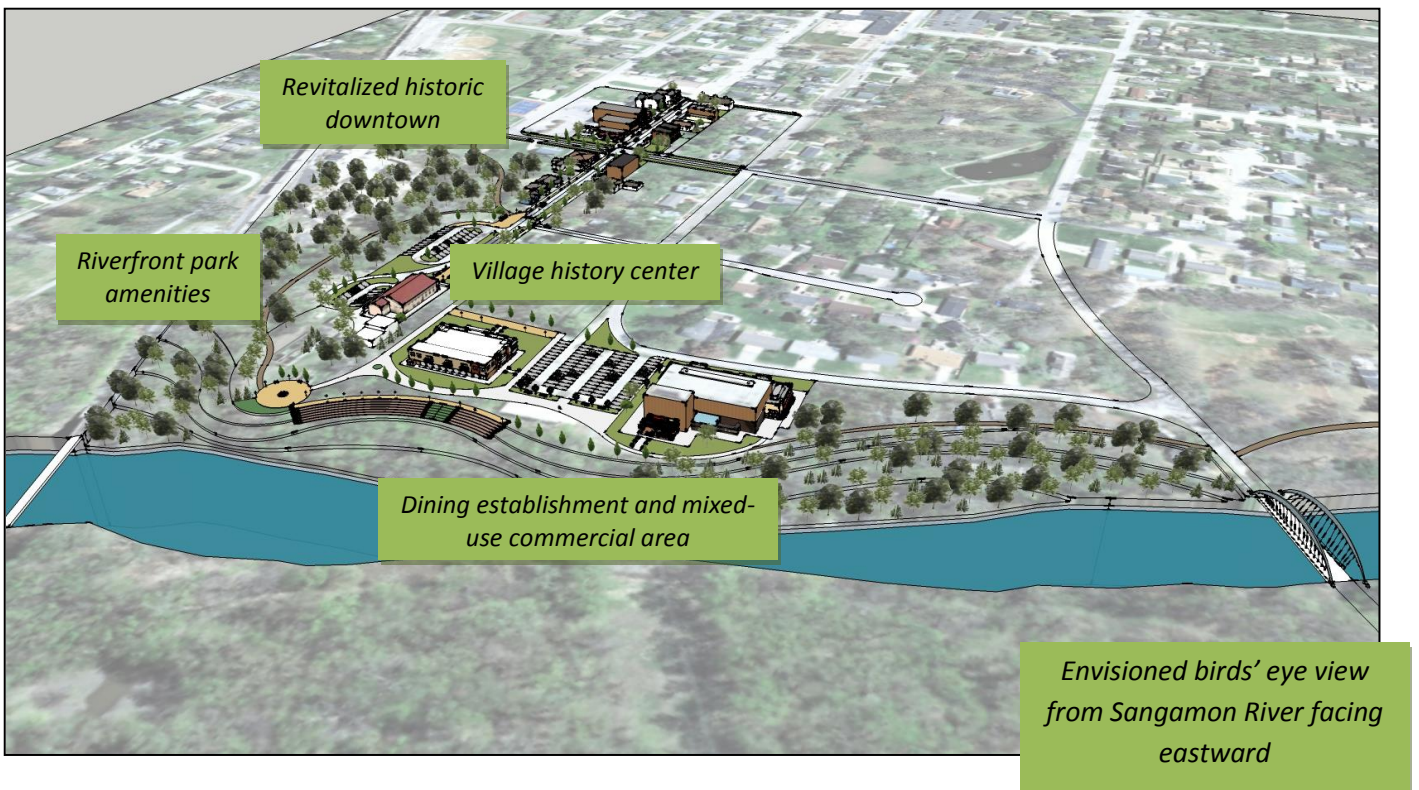 Revitalized historic
downtown
Riverfront park
amenities
Village history center
Dining establishment and mixed-
use commercial area
Envisioned birds’ eye view
from Sangamon River facing
eastward